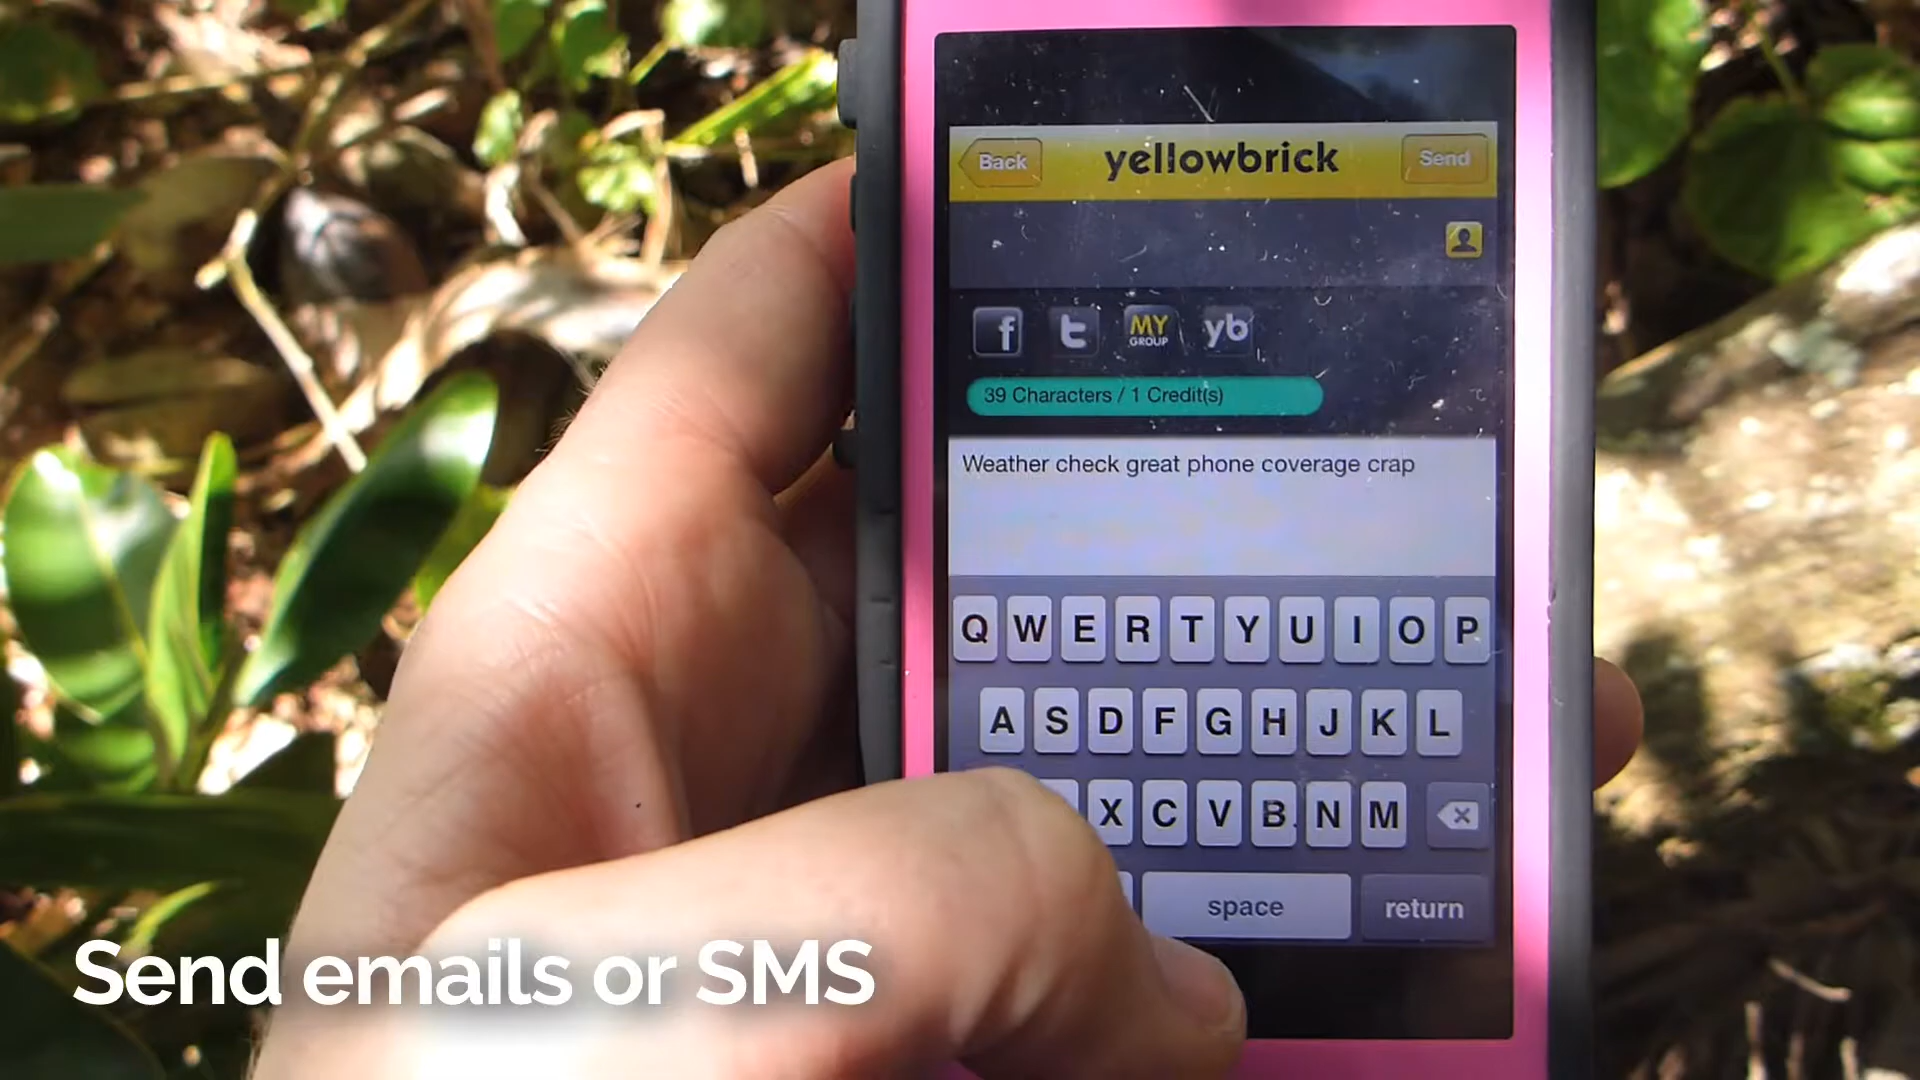 Back yellowbrick Send
f t MY GROUP yb
39 Characters / 1 Credit(s)
Weather check great phone coverage crap
Q W E R T Y U I O P
A S D F G H J K L
X C V B N M
space return
Send emails or SMS